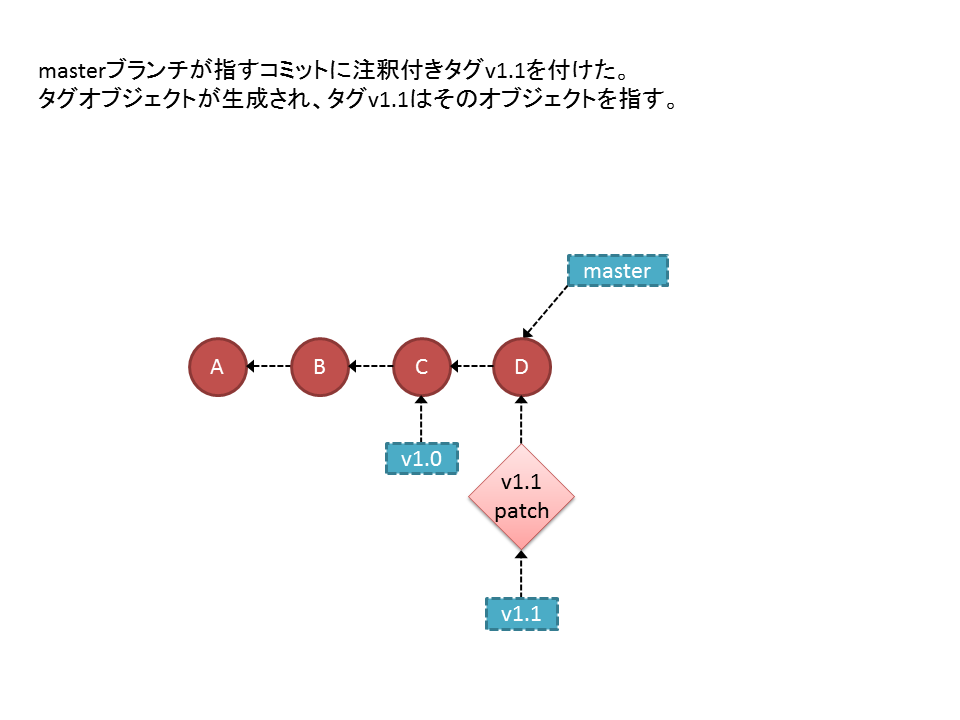 masterブランチが指すコミットに注釈付きタグv1.1を付けた。
タグオブジェクトが生成され、タグv1.1はそのオブジェクトを指す。
master
A
B
C
D
v1.0
v1.1
patch
v1.1